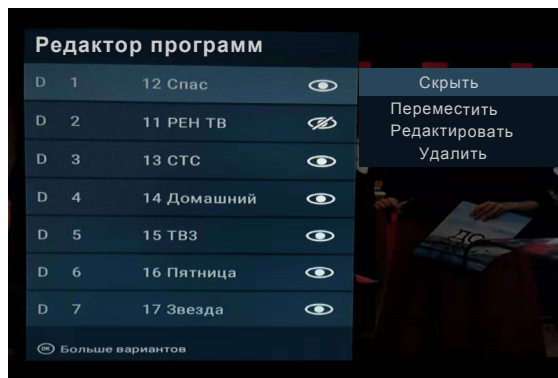 Редактор программ
D 1 12 Спас
D 2 11 РЕН ТВ
D 3 13 СТС
D 4 14 Домашний
D 5 15 ТВ3
D 6 16 Пятница
D 7 17 Звезда
OK Больше вариантов
Скрыть
Переместить
Редактировать
Удалить